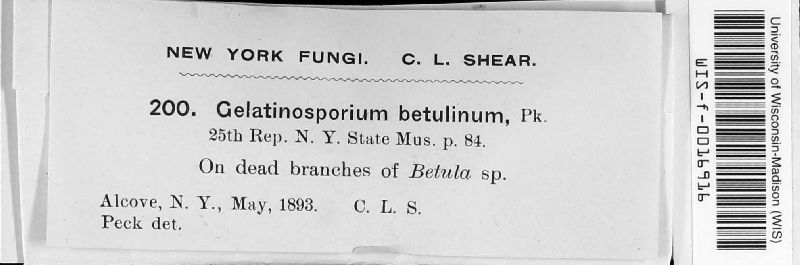 NEW YORK FUNGI. C. L. SHEAR.
200. Gelatinosporium betulinum, Pk.
25th Rep. N. Y. State Mus. p. 84.
On dead branches of Betula sp.
Alcove, N. Y., May, 1893. C. L. S.
Peck det.
University of Wisconsin-Madison (WIS)
WIS-f-0016916